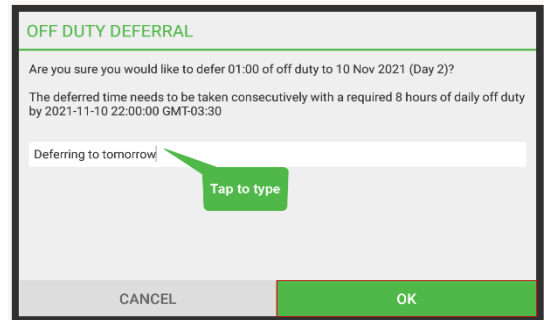 OFF DUTY DEFERRAL
Are you sure you would like to defer 01:00 of off duty to 10 Nov 2021 (Day 2)?
The deferred time needs to be taken consecutively with a required 8 hours of daily off duty
by 2021-11-10 22:00:00 GMT-03:30
Deferring to tomorrow
Tap to type
CANCEL
OK